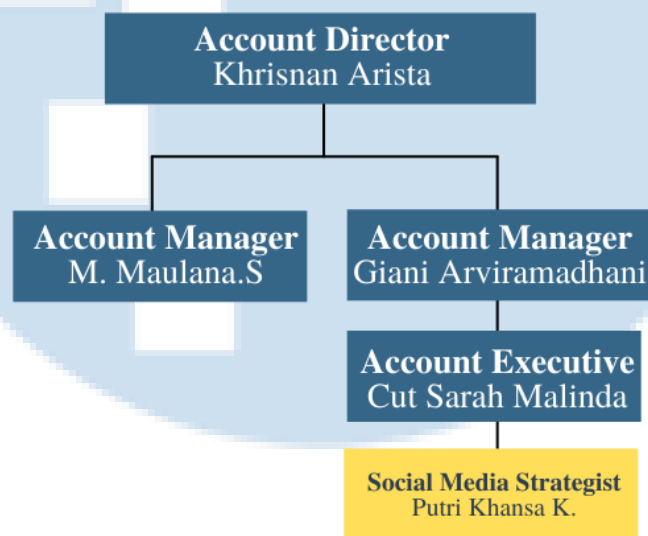 Account Director
Khrisnan Arista
Account Manager
M. Maulana.S
Account Manager
Giani Arviramadhani
Account Executive
Cut Sarah Malinda
Social Media Strategist
Putri Khansa K.